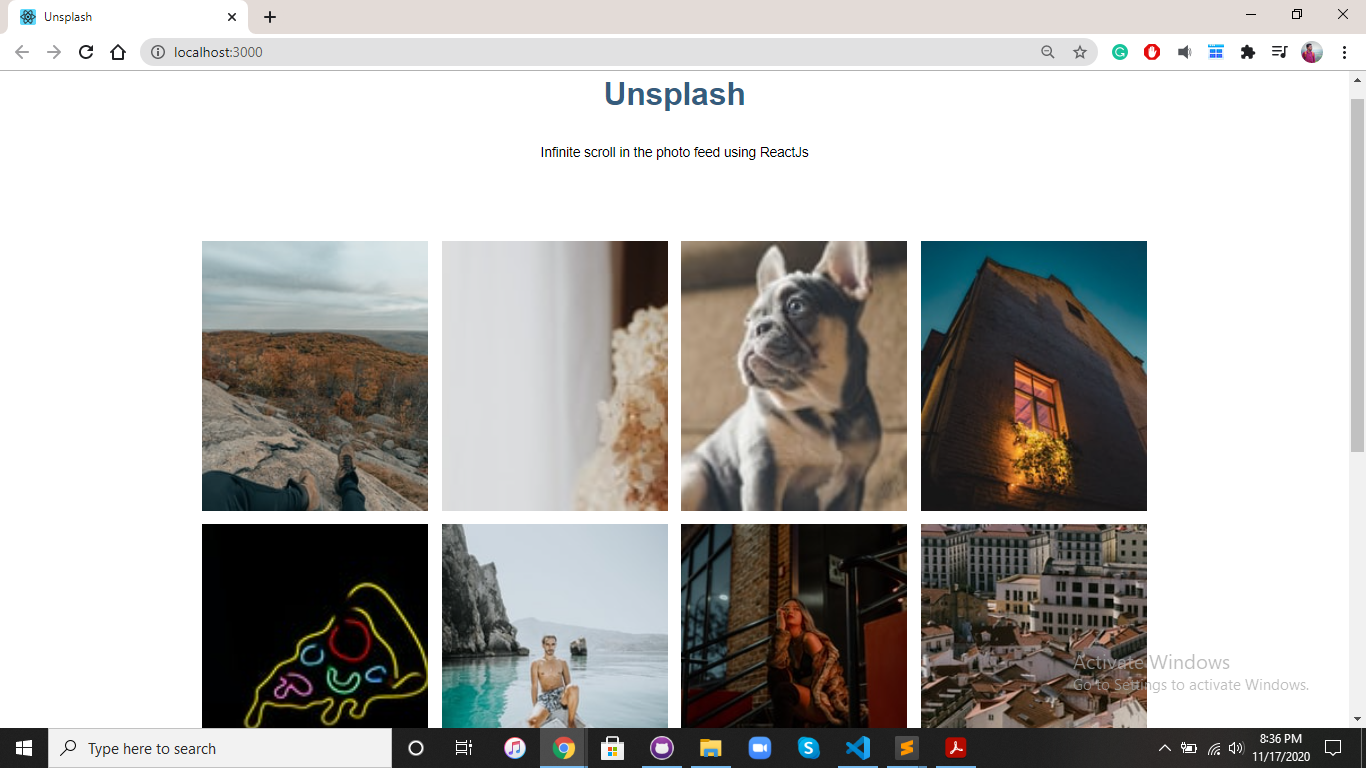 Unsplash
localhost:3000
Unsplash
Infinite scroll in the photo feed using ReactJs
Activate Windows
Go to Settings to activate Windows.
Type here to search
8:36 PM
11/17/2020